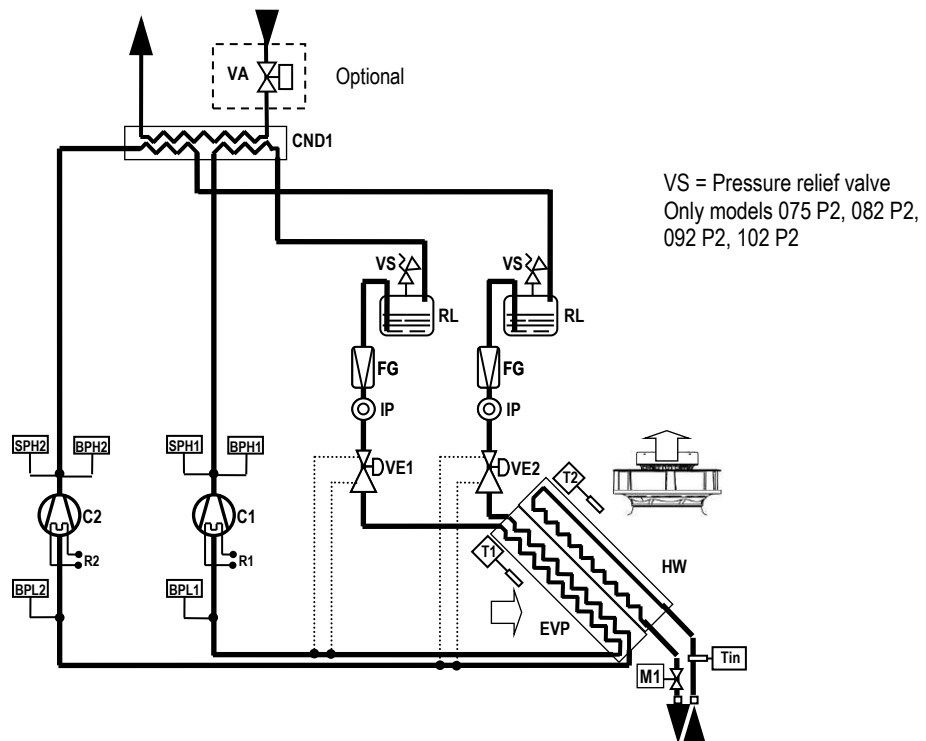 VA
Optional
CND1
VS = Pressure relief valve
Only models 075 P2, 082 P2,
092 P2, 102 P2
VS
VS
RL
RL
FG
FG
IP
IP
SPH2
BPH2
SPH1
BPH1
VE1
VE2
T2
C2
C1
R2
R1
T1
HW
BPL2
BPL1
EVP
Tin
M1